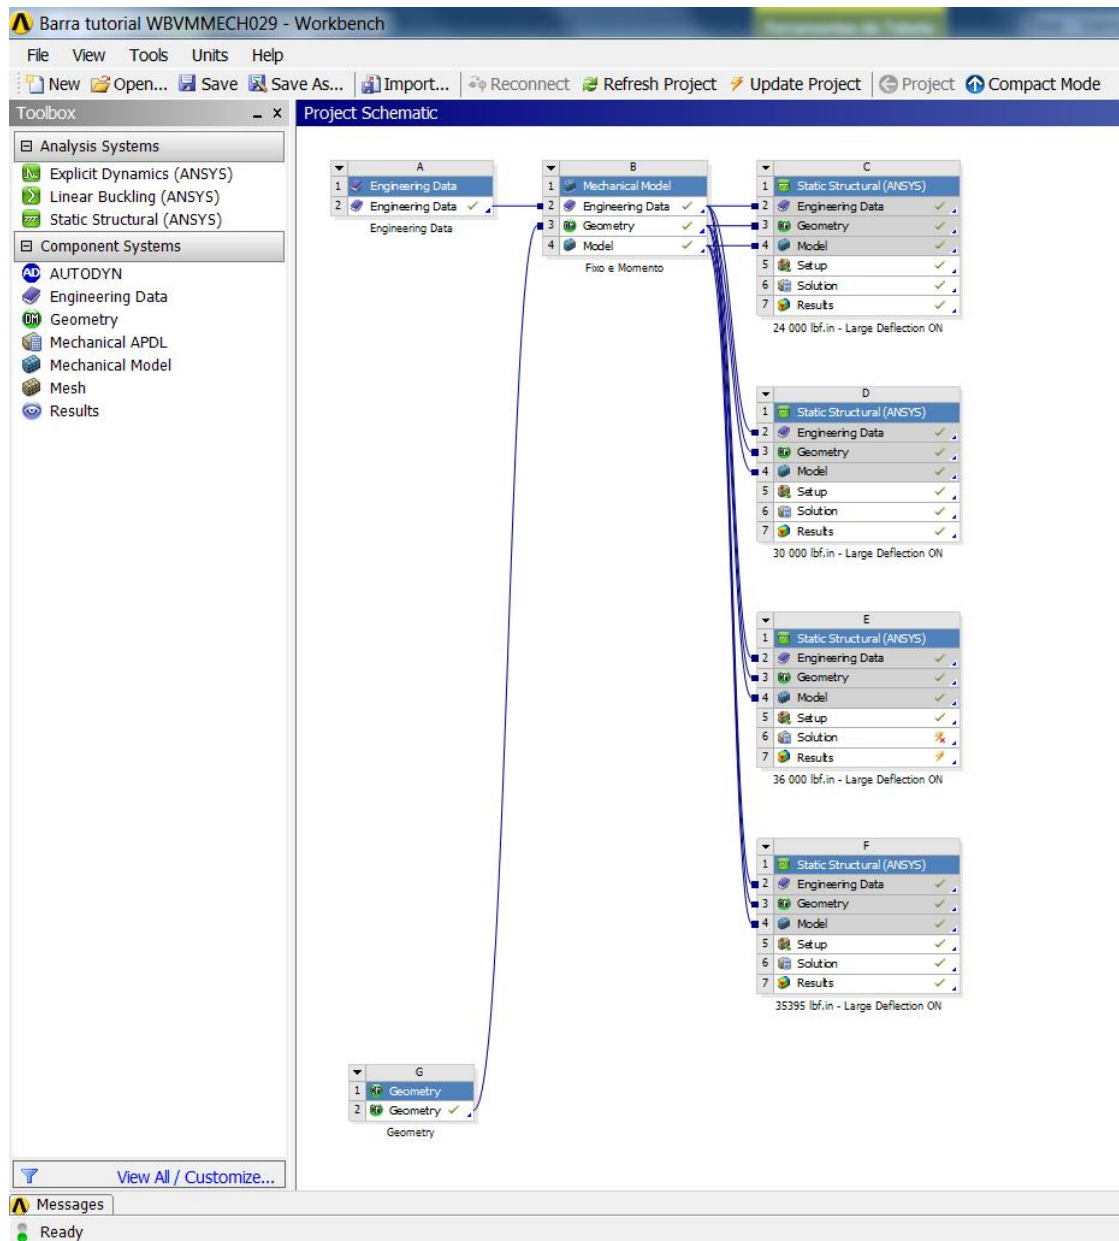 Barra tutorial WBVMMECH029 - Workbench
File View Tools Units Help
New Open... Save Save As... Import... Reconnect Refresh Project Update Project Project Compact Mode
Toolbox
Analysis Systems
Explicit Dynamics (ANSYS)
Linear Buckling (ANSYS)
Static Structural (ANSYS)
Component Systems
AUTODYN
Engineering Data
Geometry
Mechanical APDL
Mechanical Model
Mesh
Results
View All / Customize...
Project Schematic
A
1 Engineering Data
2 Engineering Data
Engineering Data
B
1 Mechanical Model
2 Engineering Data
3 Geometry
4 Model
Fixo e Momento
C
1 Static Structural (ANSYS)
2 Engineering Data
3 Geometry
4 Model
5 Setup
6 Solution
7 Results
24 000 lbf.in - Large Deflection ON
D
1 Static Structural (ANSYS)
2 Engineering Data
3 Geometry
4 Model
5 Setup
6 Solution
7 Results
30 000 lbf.in - Large Deflection ON
E
1 Static Structural (ANSYS)
2 Engineering Data
3 Geometry
4 Model
5 Setup
6 Solution
7 Results
36 000 lbf.in - Large Deflection ON
F
1 Static Structural (ANSYS)
2 Engineering Data
3 Geometry
4 Model
5 Setup
6 Solution
7 Results
35395 lbf.in - Large Deflection ON
G
1 Geometry
2 Geometry
Geometry
Messages
Ready